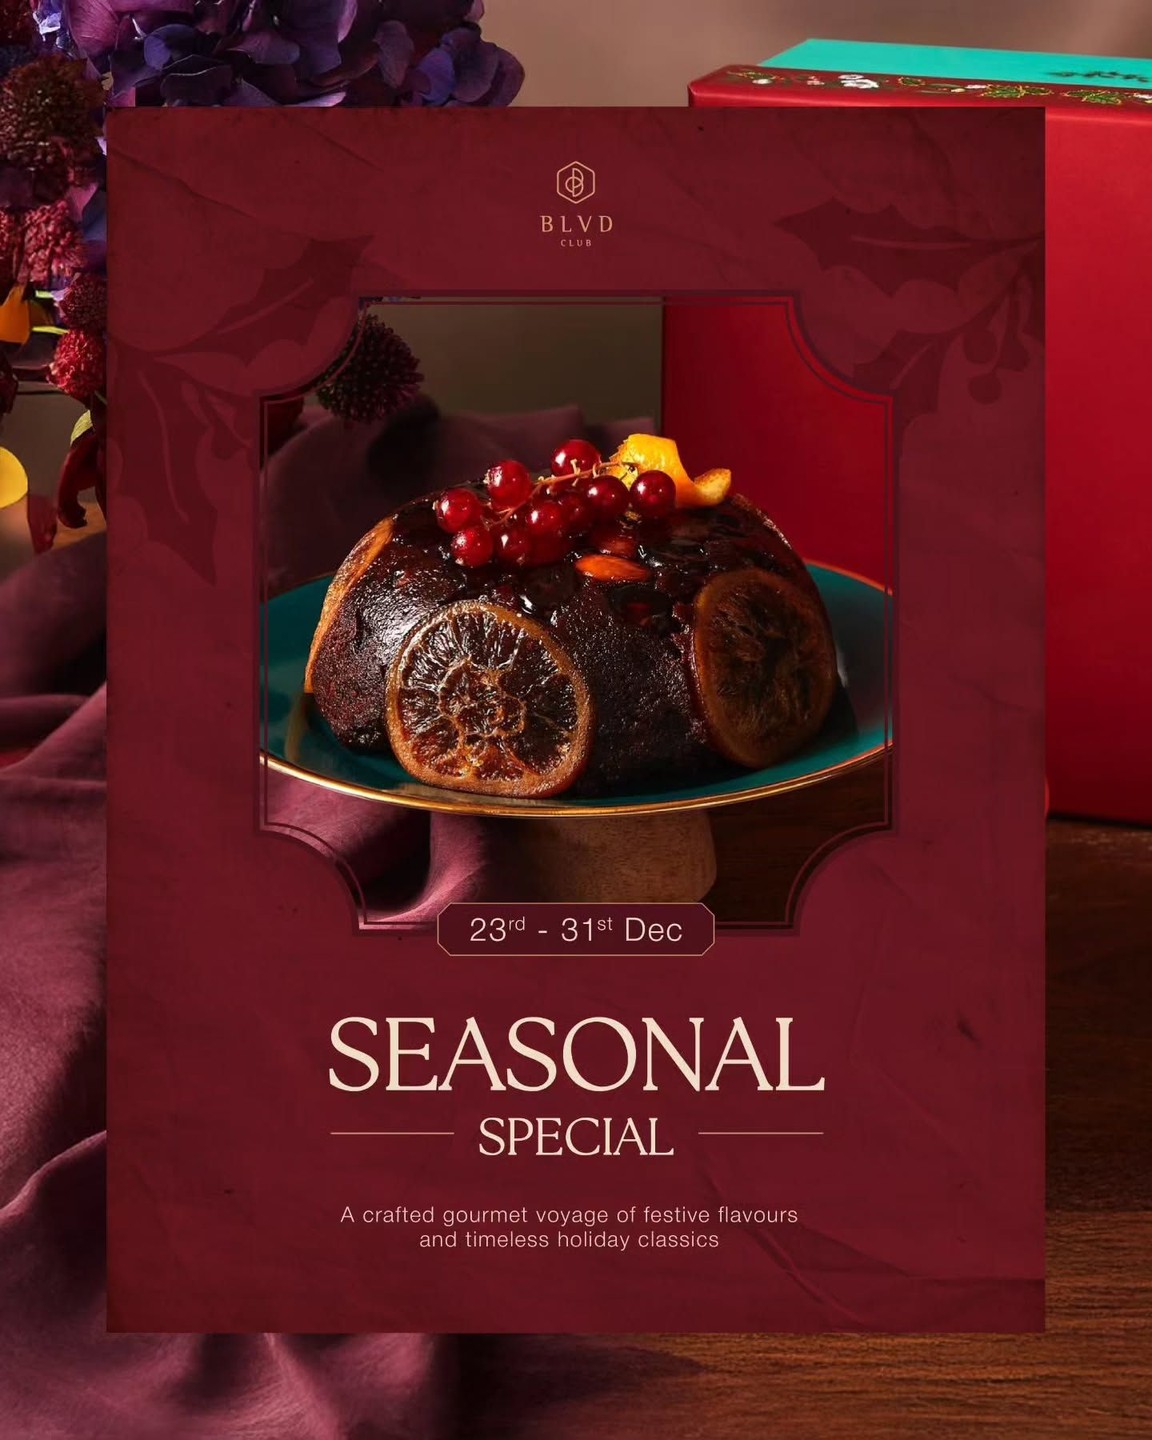 BLVD
CLUB
23rd - 31st Dec
SEASONAL
SPECIAL
A crafted gourmet voyage of festive flavours
and timeless holiday classics